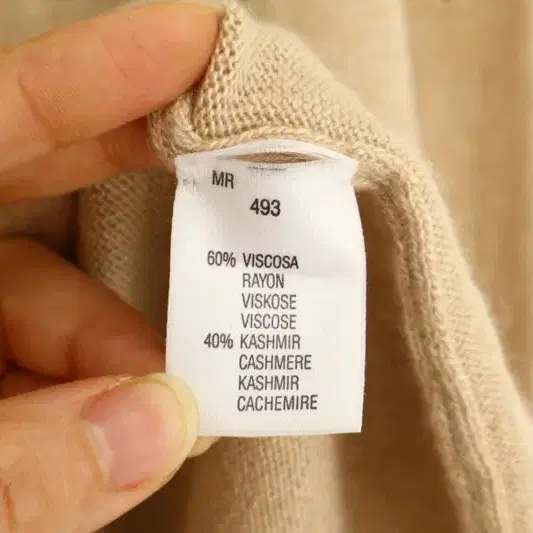 MR
493
60% VISCOSA
RAYON
VISKOSE
VISCOSE
40% KASHMIR
CASHMERE
KASHMIR
CACHEMIRE